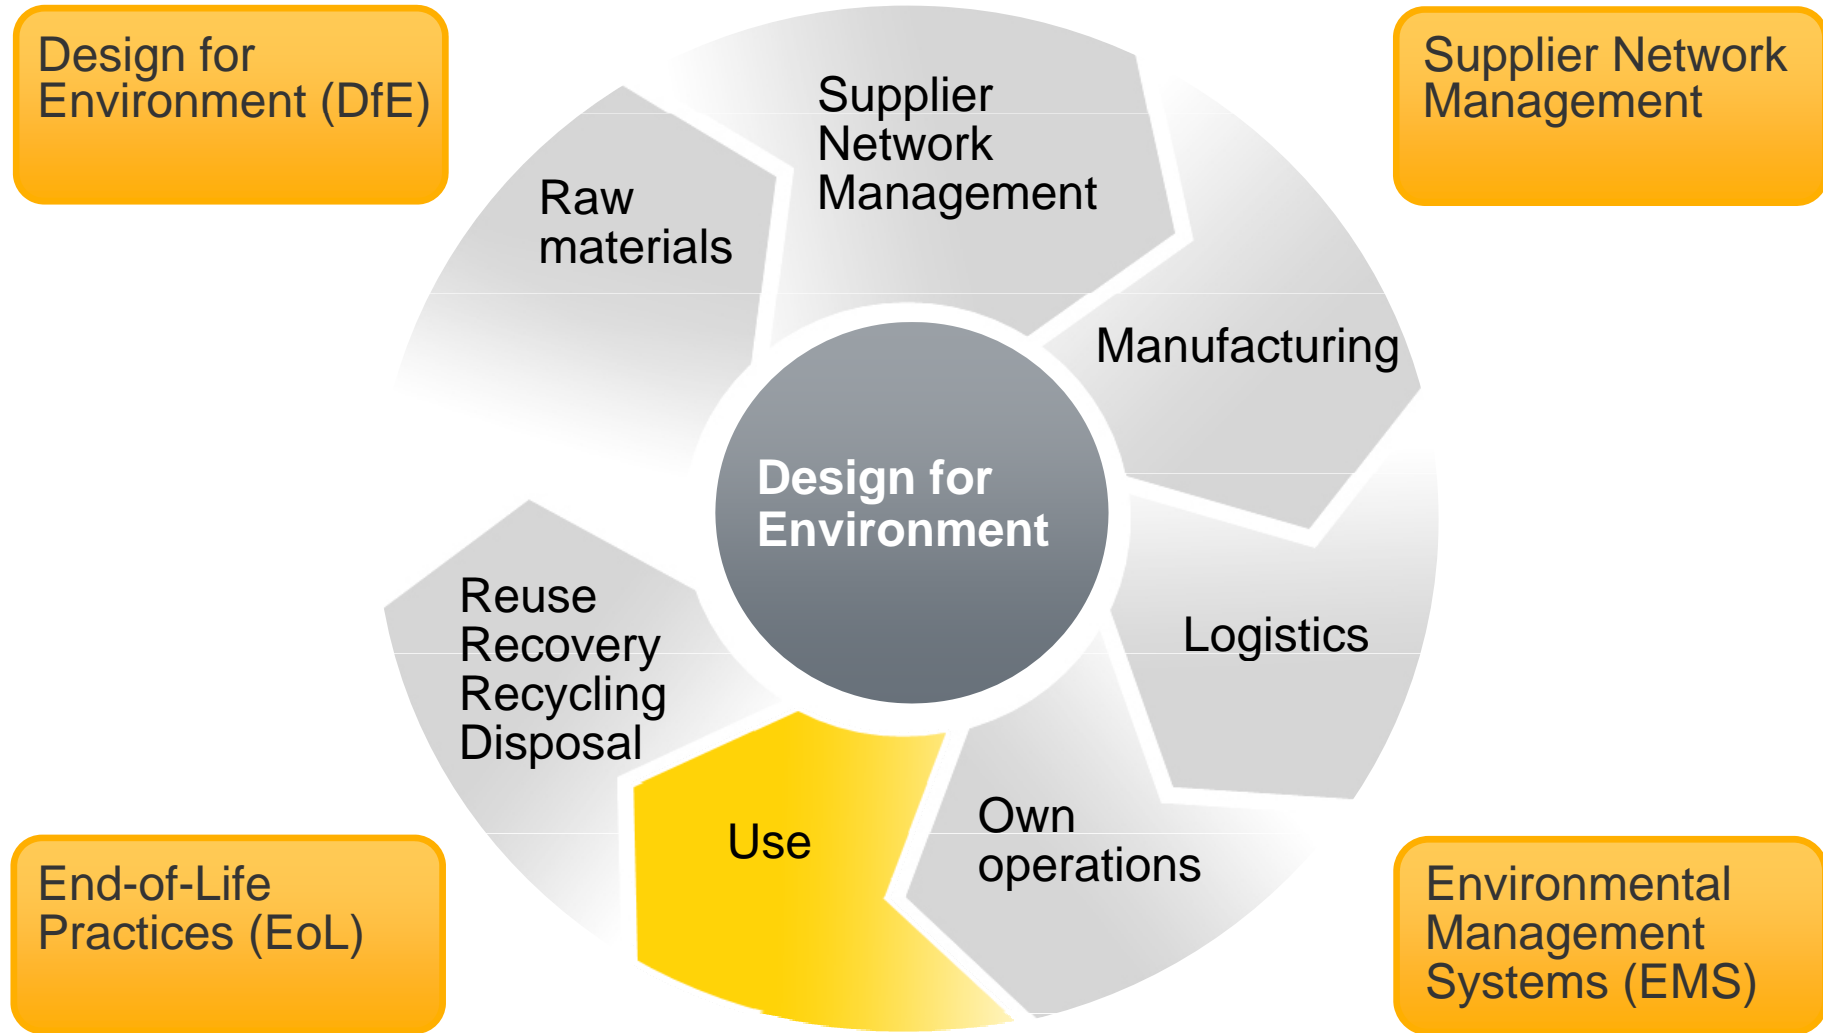 Design for
Environment (DfE)
Supplier Network
Management
Supplier
Network
Management
Raw
materials
Manufacturing
Design for
Environment
Logistics
Reuse
Recovery
Recycling
Disposal
Use
Own
operations
End-of-Life
Practices (EoL)
Environmental
Management
Systems (EMS)